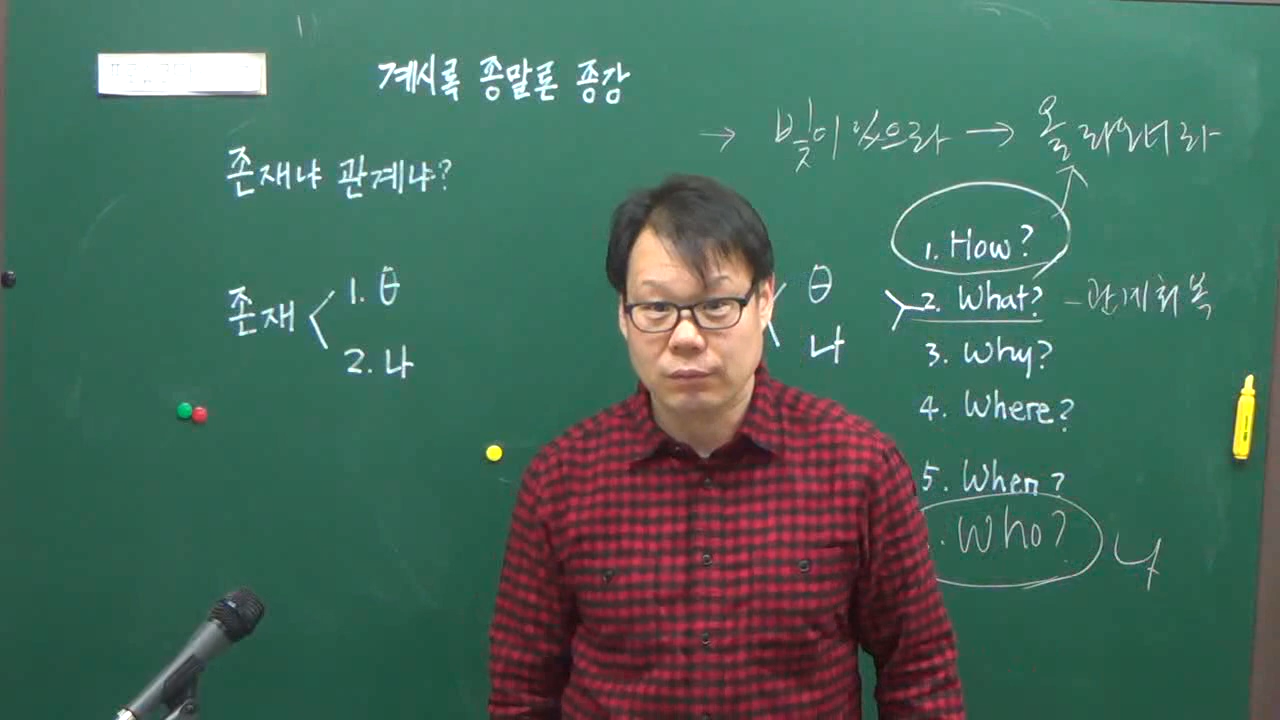 계시록 종말론 종강
→ 빛이 있으라 → 올라오너라
존재냐 관계냐?
1. How?
존재 < 1. θ
2. 나
θ
나
2. What? - 관계회복
3. Why?
4. Where?
5. When?
. Who? 나